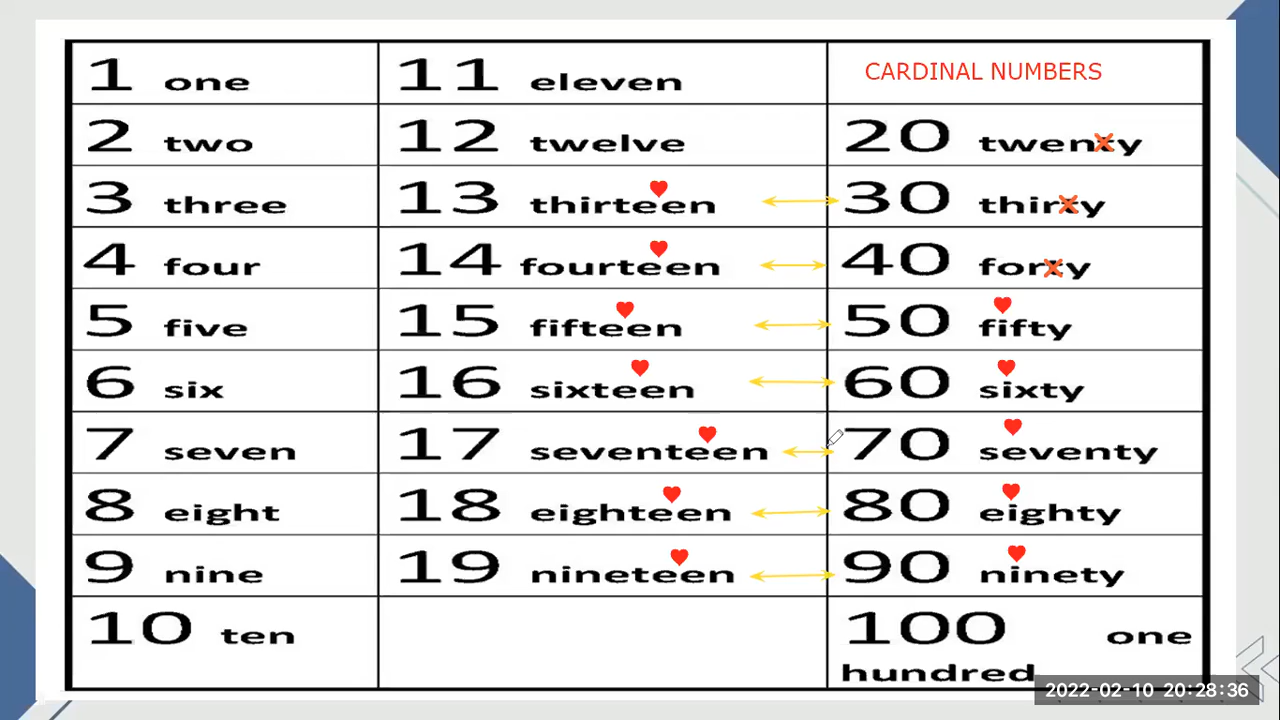 1 one 11 eleven CARDINAL NUMBERS
2 two 12 twelve 20 twenty
3 three 13 thirteen 30 thirty
4 four 14 fourteen 40 forty
5 five 15 fifteen 50 fifty
6 six 16 sixteen 60 sixty
7 seven 17 seventeen 70 seventy
8 eight 18 eighteen 80 eighty
9 nine 19 nineteen 90 ninety
10 ten 100 one
hundred
2022-02-10 20:28:36